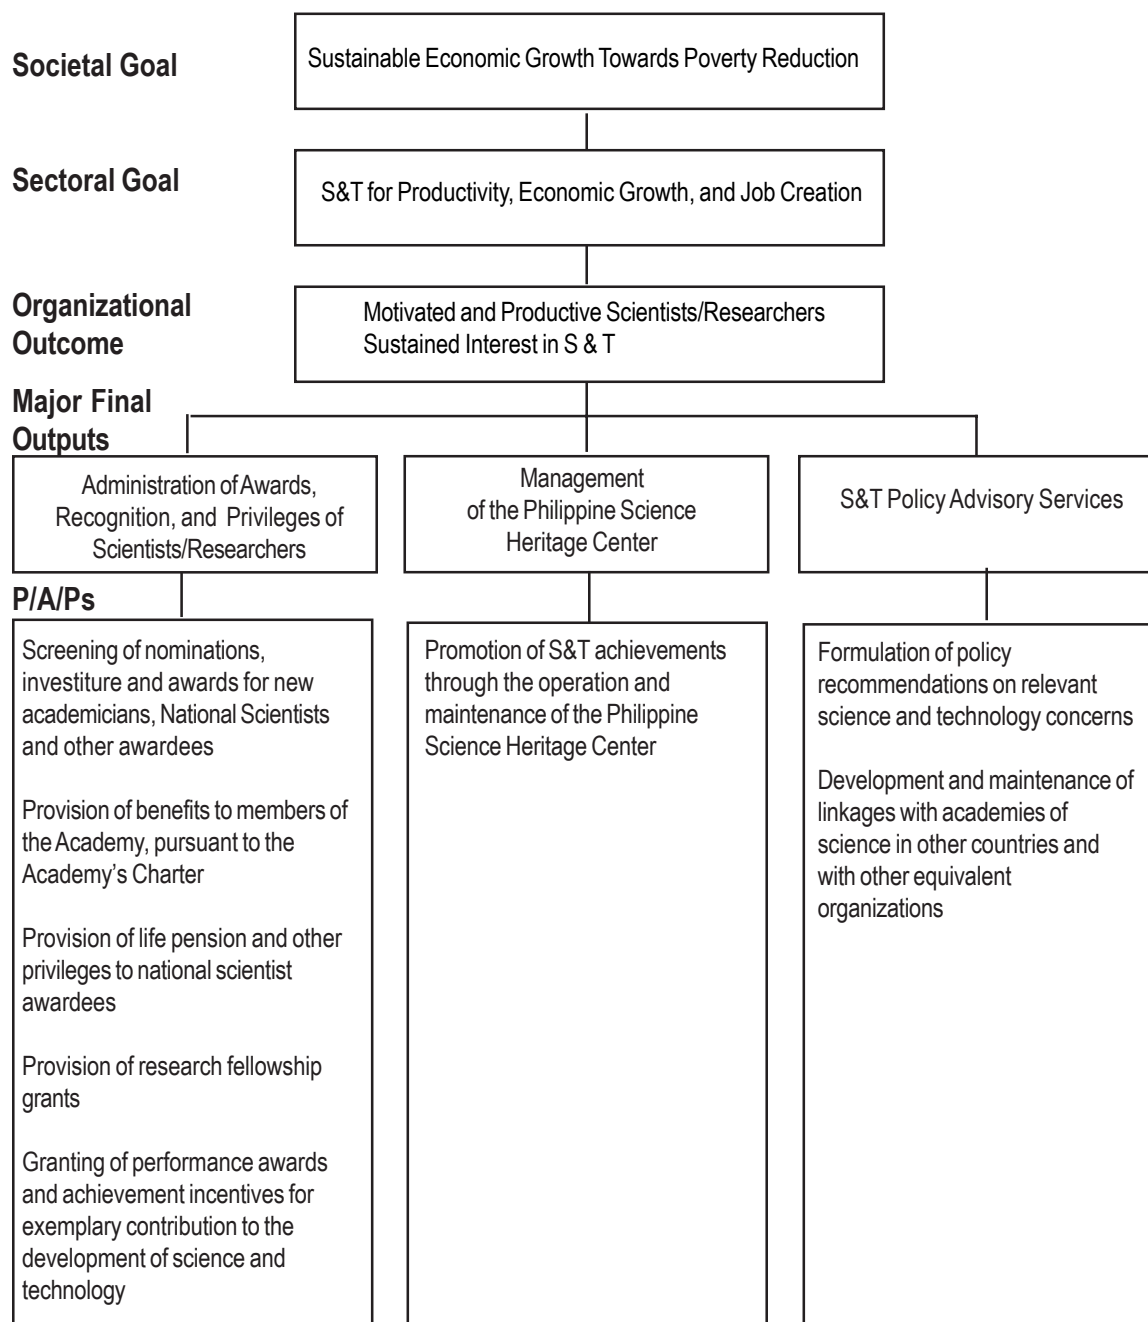 Societal Goal
Sustainable Economic Growth Towards Poverty Reduction
Sectoral Goal
S&T for Productivity, Economic Growth, and Job Creation
Organizational
Outcome
Motivated and Productive Scientists/Researchers
Sustained Interest in S & T
Major Final
Outputs
Administration of Awards,
Recognition, and Privileges of
Scientists/Researchers
Management
of the Philippine Science
Heritage Center
S&T Policy Advisory Services
P/A/Ps
Screening of nominations,
investiture and awards for new
academicians, National Scientists
and other awardees
Provision of benefits to members of
the Academy, pursuant to the
Academy's Charter
Provision of life pension and other
privileges to national scientist
awardees
Provision of research fellowship
grants
Granting of performance awards
and achievement incentives for
exemplary contribution to the
development of science and
technology
Promotion of S&T achievements
through the operation and
maintenance of the Philippine
Science Heritage Center
Formulation of policy
recommendations on relevant
science and technology concerns
Development and maintenance of
linkages with academies of
science in other countries and
with other equivalent
organizations